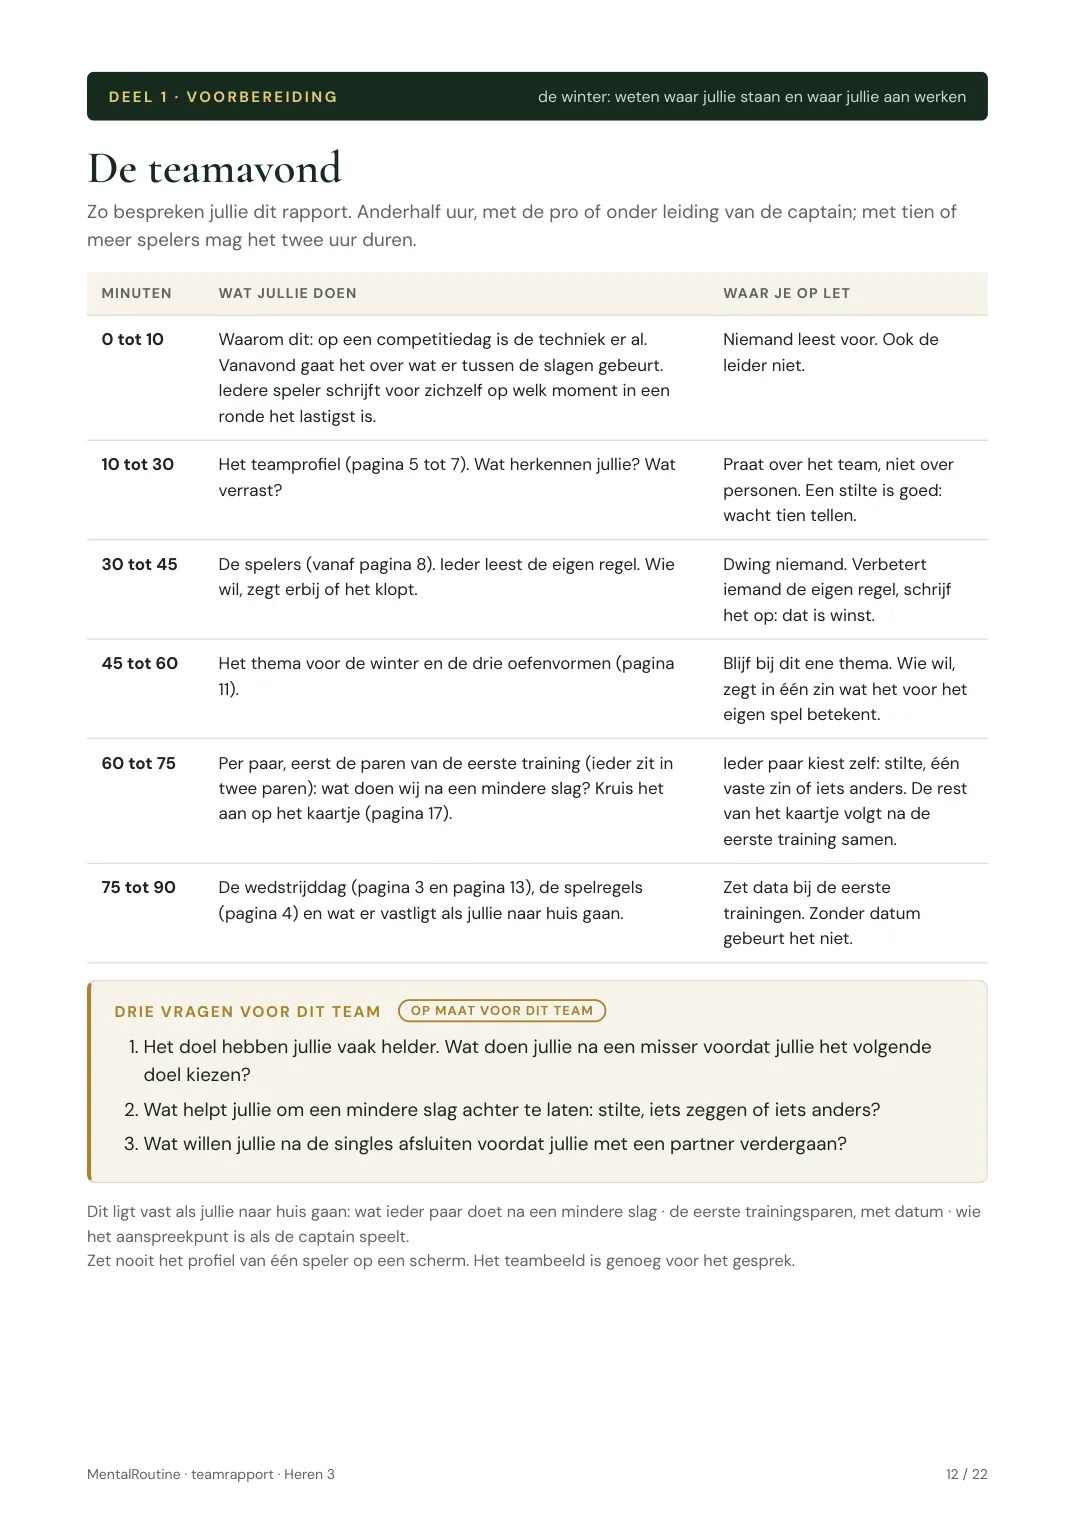 DEEL 1 · VOORBEREIDING
de winter: weten waar jullie staan en waar jullie aan werken
De teamavond
Zo bespreken jullie dit rapport. Anderhalf uur, met de pro of onder leiding van de captain; met tien of
meer spelers mag het twee uur duren.
MINUTEN
WAT JULLIE DOEN
WAAR JE OP LET
0 tot 10
Waarom dit: op een competitiedag is de techniek er al.
Vanavond gaat het over wat er tussen de slagen gebeurt.
Iedere speler schrijft voor zichzelf op welk moment in een
ronde het lastigst is.
Niemand leest voor. Ook de
leider niet.
10 tot 30
Het teamprofiel (pagina 5 tot 7). Wat herkennen jullie? Wat
verrast?
Praat over het team, niet over
personen. Een stilte is goed:
wacht tien tellen.
30 tot 45
De spelers (vanaf pagina 8). Ieder leest de eigen regel. Wie
wil, zegt erbij of het klopt.
Dwing niemand. Verbetert
iemand de eigen regel, schrijf
het op: dat is winst.
45 tot 60
Het thema voor de winter en de drie oefenvormen (pagina
11).
Blijf bij dit ene thema. Wie wil,
zegt in één zin wat het voor het
eigen spel betekent.
60 tot 75
Per paar, eerst de paren van de eerste training (ieder zit in
twee paren): wat doen wij na een mindere slag? Kruis het
aan op het kaartje (pagina 17).
Ieder paar kiest zelf: stilte, één
vaste zin of iets anders. De rest
van het kaartje volgt na de
eerste training samen.
75 tot 90
De wedstrijddag (pagina 3 en pagina 13), de spelregels
(pagina 4) en wat er vastligt als jullie naar huis gaan.
Zet data bij de eerste
trainingen. Zonder datum
gebeurt het niet.
DRIE VRAGEN VOOR DIT TEAM
OP MAAT VOOR DIT TEAM
1. Het doel hebben jullie vaak helder. Wat doen jullie na een misser voordat jullie het volgende
doel kiezen?
2. Wat helpt jullie om een mindere slag achter te laten: stilte, iets zeggen of iets anders?
3. Wat willen jullie na de singles afsluiten voordat jullie met een partner verdergaan?
Dit ligt vast als jullie naar huis gaan: wat ieder paar doet na een mindere slag · de eerste trainingsparen, met datum · wie
het aanspreekpunt is als de captain speelt.
Zet nooit het profiel van één speler op een scherm. Het teambeeld is genoeg voor het gesprek.
MentalRoutine · teamrapport · Heren 3
12 / 22